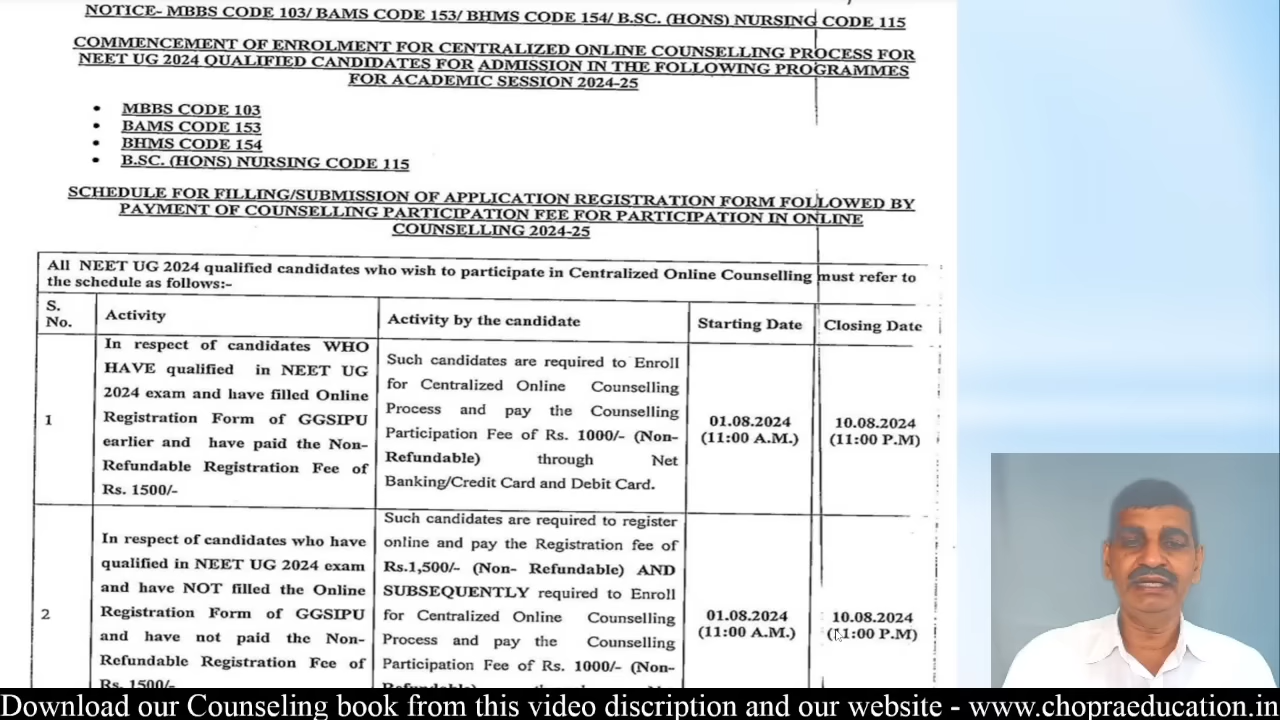 NOTICE- MBBS CODE 103/ BAMS CODE 153/ BHMS CODE 154/ B.SC. (HONS) NURSING CODE 115
COMMENCEMENT OF ENROLMENT FOR CENTRALIZED ONLINE COUNSELLING PROCESS FOR
NEET UG 2024 QUALIFIED CANDIDATES FOR ADMISSION IN THE FOLLOWING PROGRAMMES
FOR ACADEMIC SESSION 2024-25
• MBBS CODE 103
• BAMS CODE 153
• BHMS CODE 154
• B.SC. (HONS) NURSING CODE 115
SCHEDULE FOR FILLING/SUBMISSION OF APPLICATION REGISTRATION FORM FOLLOWED BY
PAYMENT OF COUNSELLING PARTICIPATION FEE FOR PARTICIPATION IN ONLINE
COUNSELLING 2024-25
All NEET UG 2024 qualified candidates who wish to participate in Centralized Online Counselling must refer to
the schedule as follows:-
S.
No.
Activity
Activity by the candidate
Starting Date
Closing Date
1
In respect of candidates WHO
HAVE qualified in NEET UG
2024 exam and have filled Online
Registration Form of GGSIPU
earlier and have paid the Non-
Refundable Registration Fee of
Rs. 1500/-
Such candidates are required to Enroll
for Centralized Online Counselling
Process and pay the Counselling
Participation Fee of Rs. 1000/- (Non-
Refundable) through Net
Banking/Credit Card and Debit Card.
01.08.2024
(11:00 A.M.)
10.08.2024
(11:00 P.M)
2
In respect of candidates who have
qualified in NEET UG 2024 exam
and have NOT filled the Online
Registration Form of GGSIPU
and have not paid the Non-
Refundable Registration Fee of
Rs. 1500/-
Such candidates are required to register
online and pay the Registration fee of
Rs.1,500/- (Non- Refundable) AND
SUBSEQUENTLY required to Enroll
for Centralized Online Counselling
Process and pay the Counselling
Participation Fee of Rs. 1000/- (Non-
01.08.2024
(11:00 A.M.)
10.08.2024
(11:00 P.M)
Download our Counseling book from this video discription and our website - www.chopraeducation.in